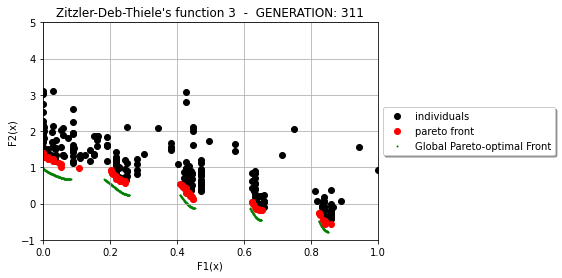 Zitzler-Deb-Thiele's function 3 - GENERATION: 311
5
4
3
2
1
0
−1
F2(x)
0.0 0.2 0.4 0.6 0.8 1.0
F1(x)
individuals
pareto front
Global Pareto-optimal Front